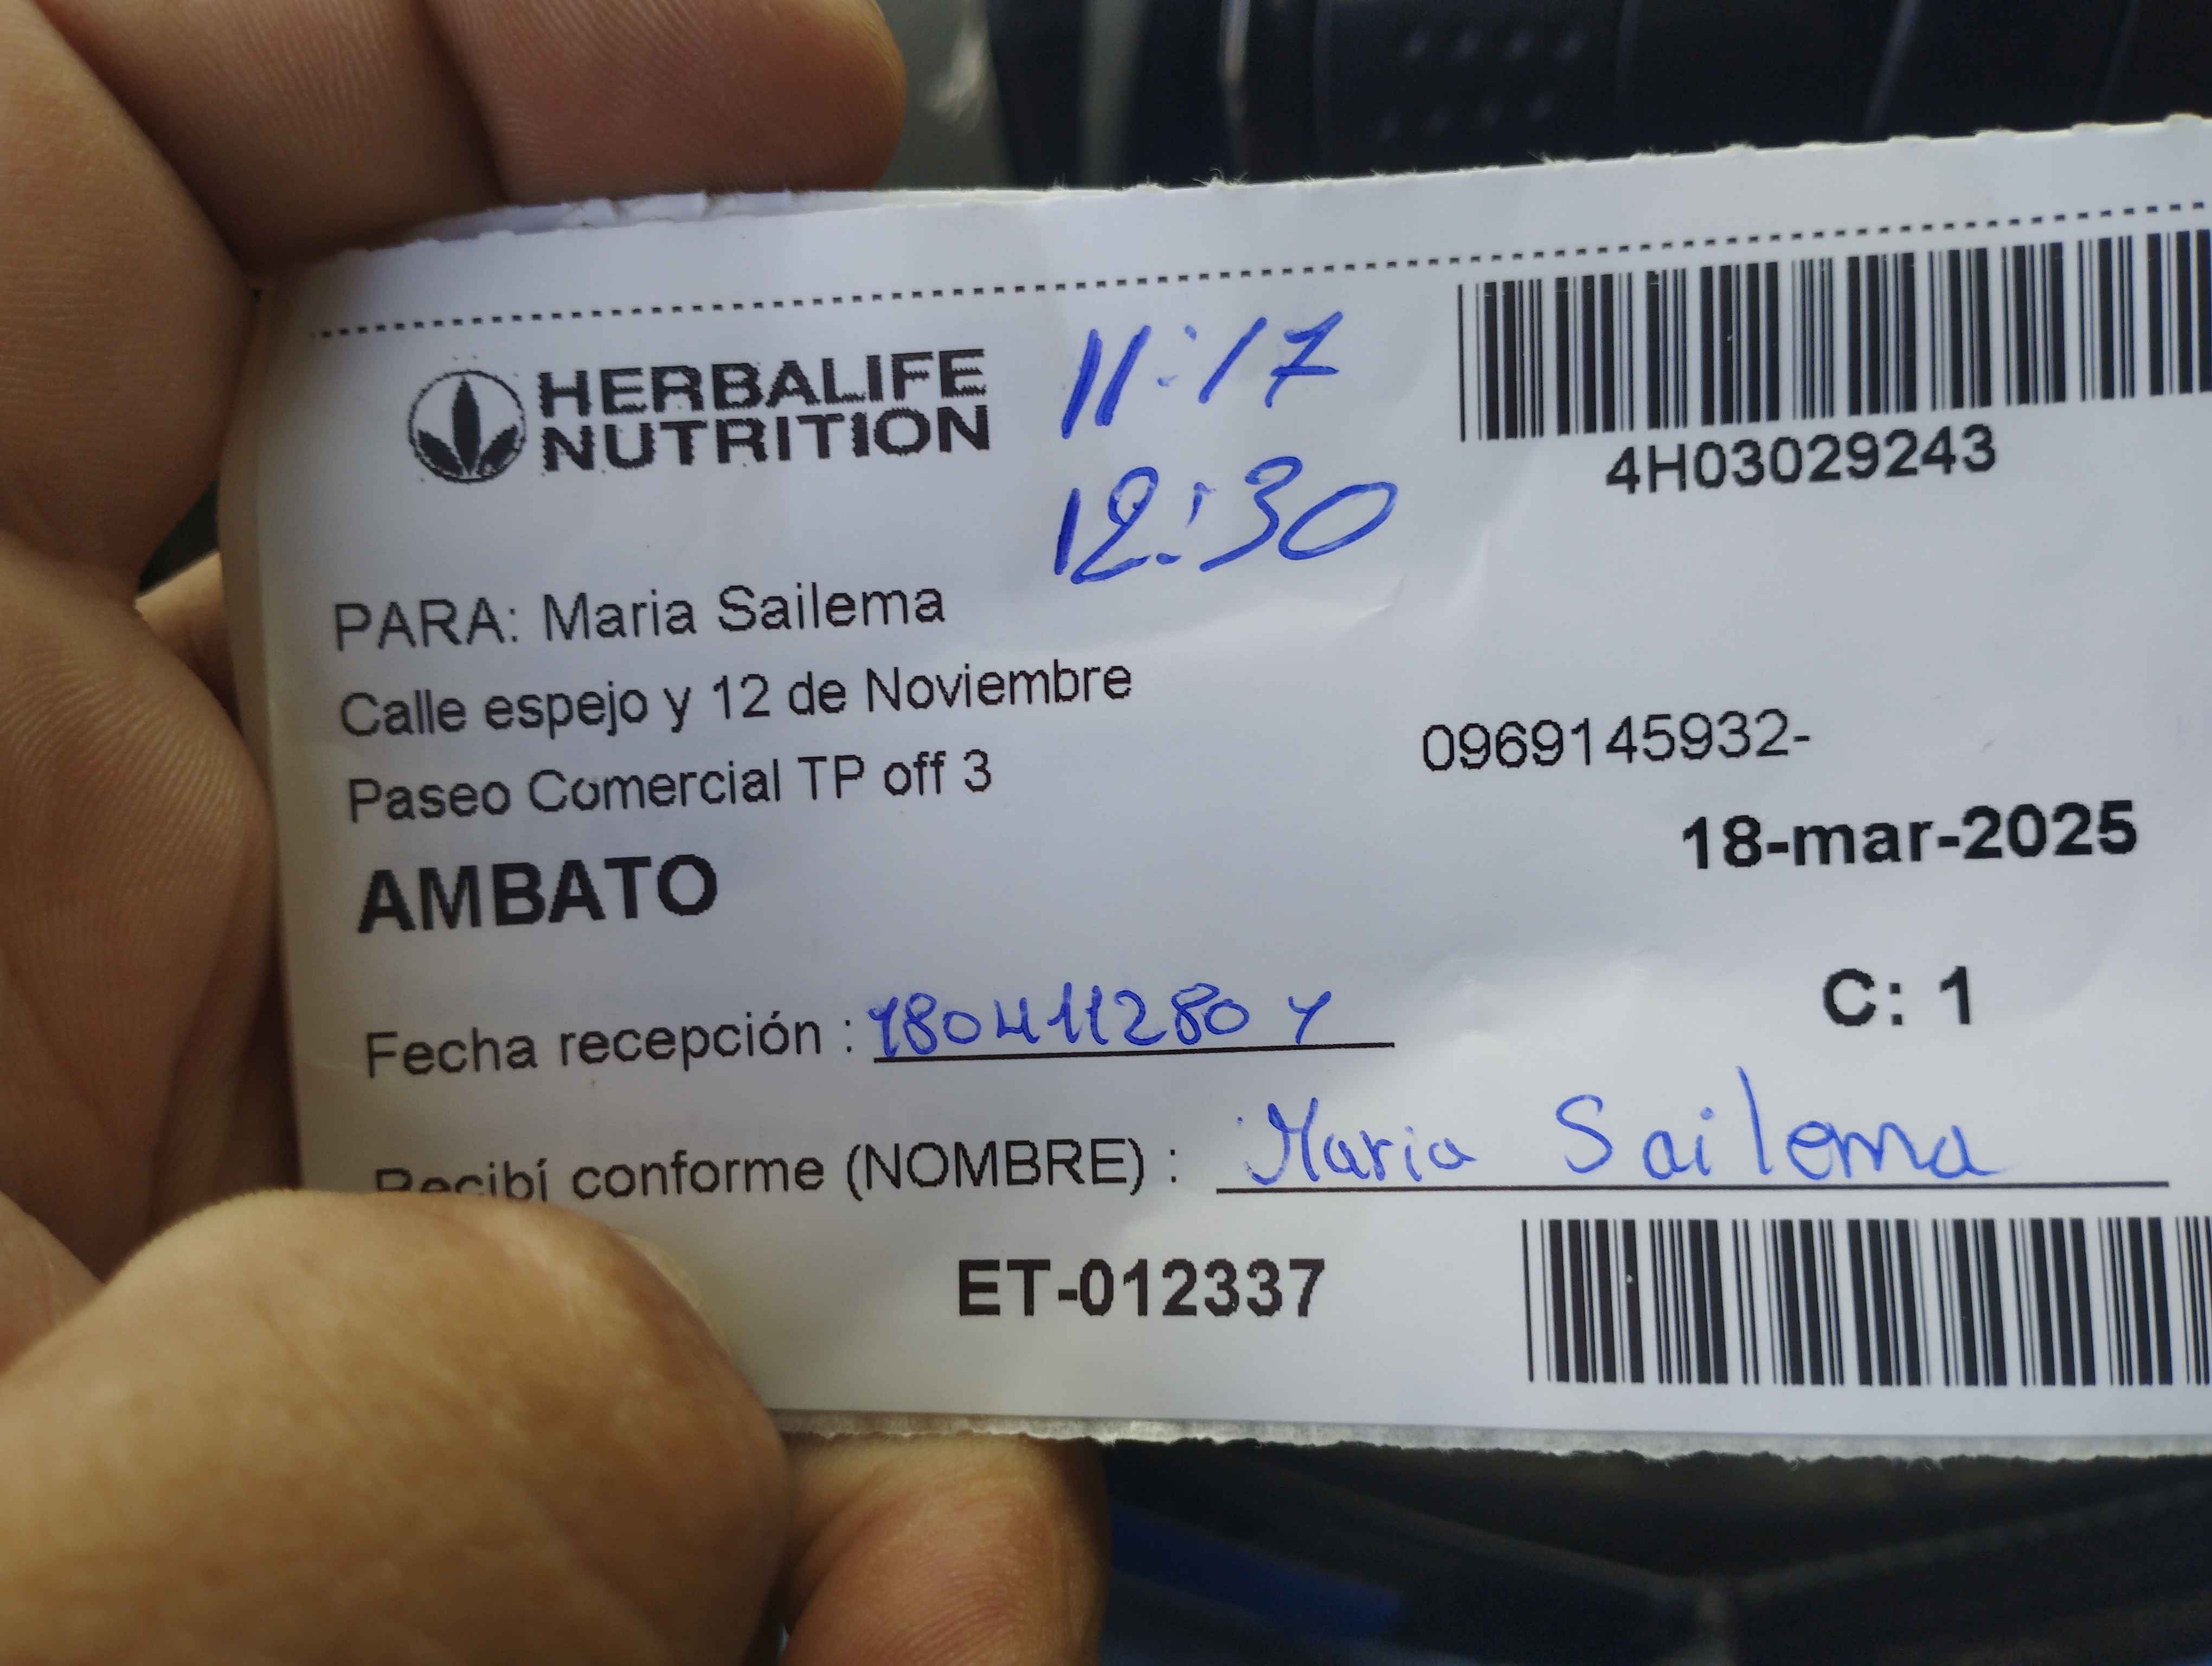 HERBALIFE
NUTRITION
11:17
12:30
4H03029243
PARA: Maria Sailema
Calle espejo y 12 de Noviembre
Paseo Comercial TP off 3
0969145932-
AMBATO
18-mar-2025
C: 1
Fecha recepción :
Recibí conforme (NOMBRE) : Maria Sailema
ET-012337